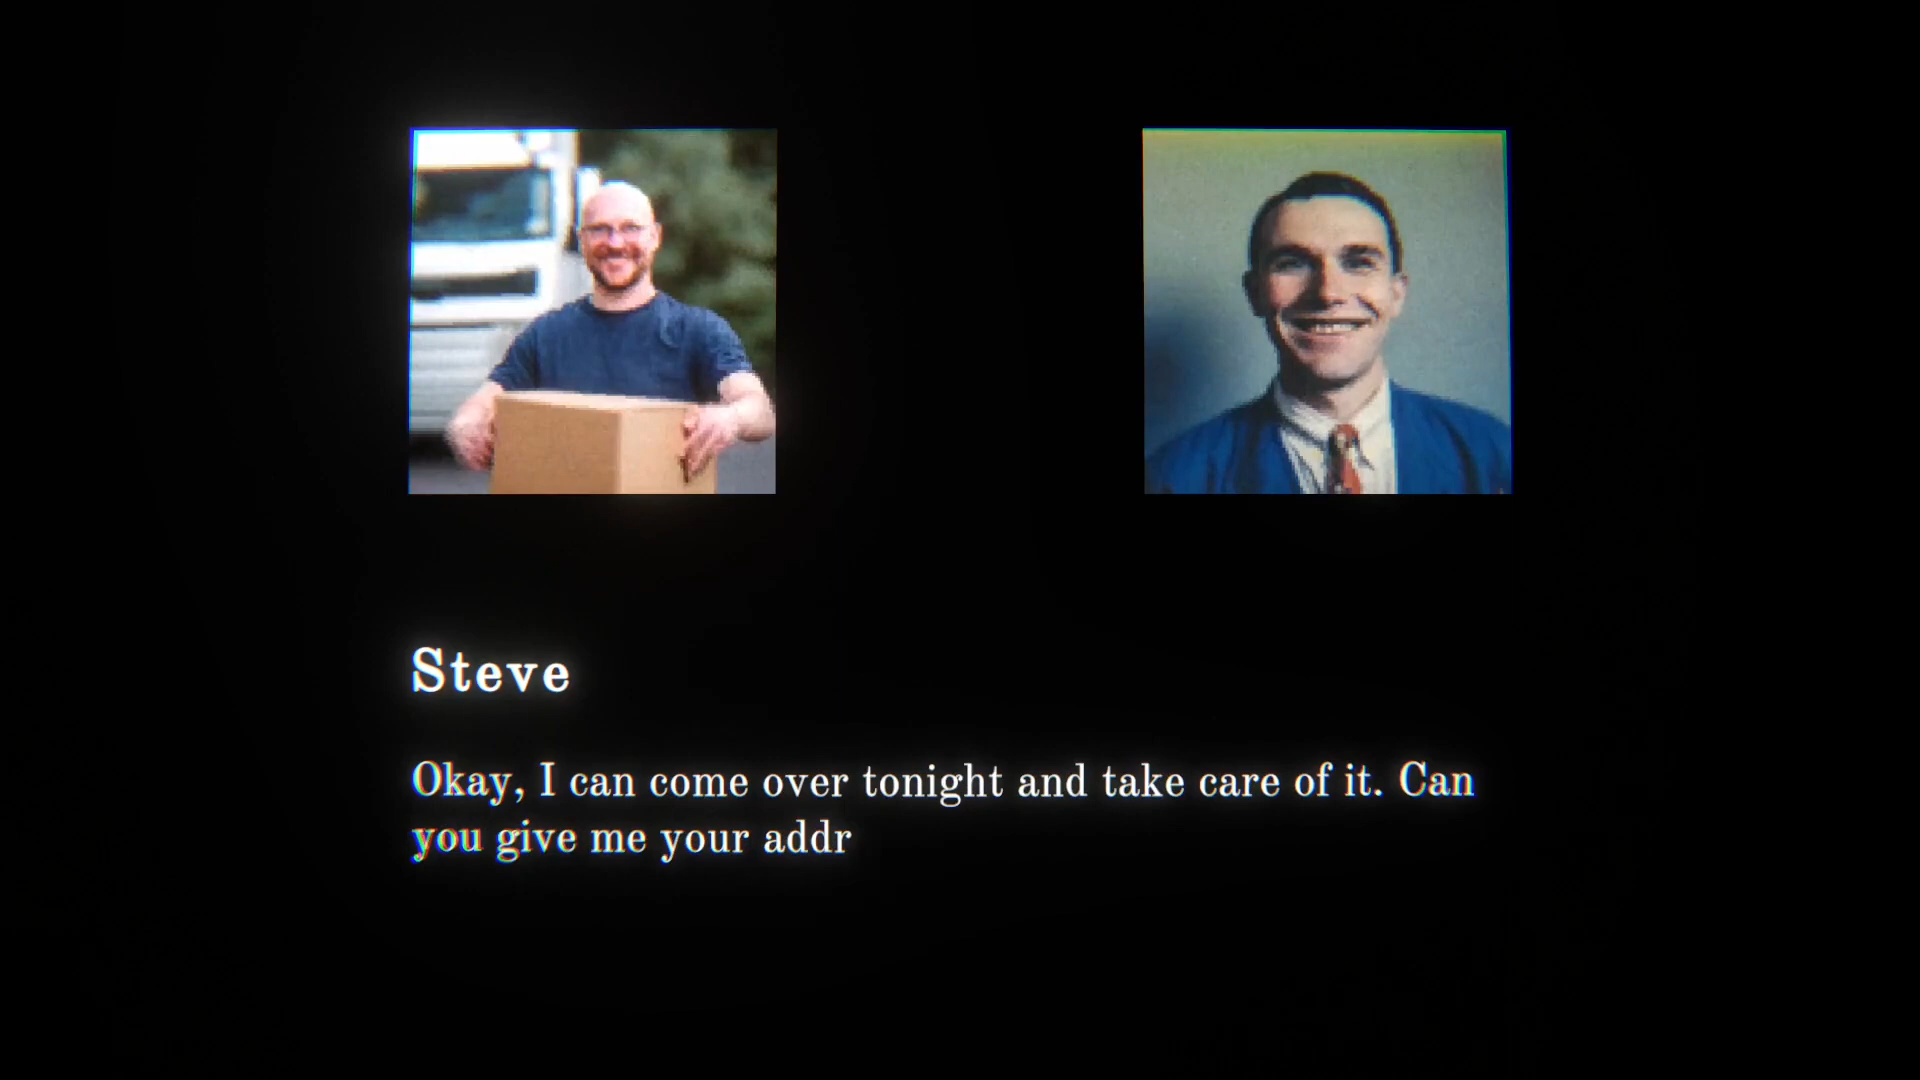 Steve
Okay, I can come over tonight and take care of it. Can
you give me your addr